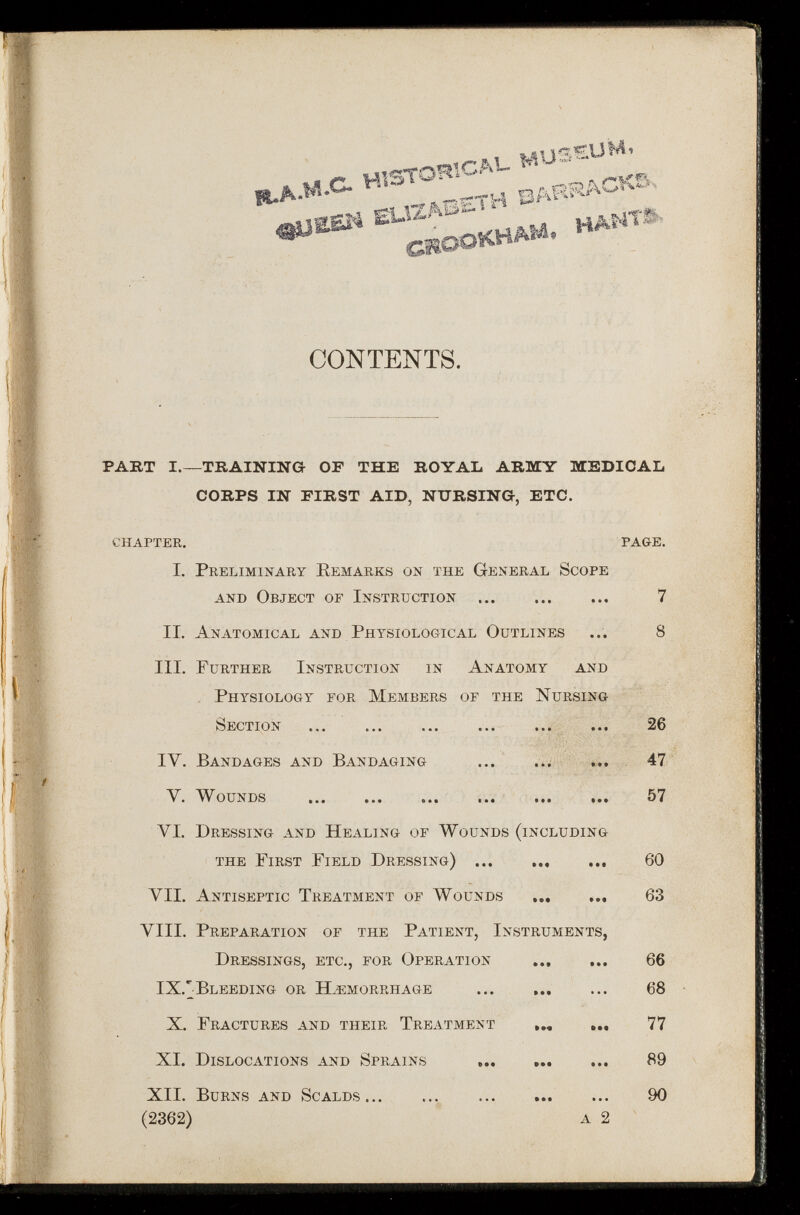 R.A.M.C. HISTORICAL MUSEUM,
QUEEN ELIZABETH BARRACKS,
CROOKHAM, HANTS
CONTENTS.
PART I.—TRAINING OF THE ROYAL ARMY MEDICAL
CORPS IN FIRST AID, NURSING, ETC.
CHAPTER. PAGE.
I. PRELIMINARY REMARKS ON THE GENERAL SCOPE
AND OBJECT OF INSTRUCTION ... ... ... 7
II. ANATOMICAL AND PHYSIOLOGICAL OUTLINES ... 8
III. FURTHER INSTRUCTION IN ANATOMY AND
PHYSIOLOGY FOR MEMBERS OF THE NURSING
SECTION ... ... ... ... ... ... 26
IV. BANDAGES AND BANDAGING ... ... ... 47
V. WOUNDS ... ... ... ... ... ... 57
VI. DRESSING AND HEALING OF WOUNDS (INCLUDING
THE FIRST FIELD DRESSING) ... ... ... 60
VII. ANTISEPTIC TREATMENT OF WOUNDS ... ... 63
VIII. PREPARATION OF THE PATIENT, INSTRUMENTS,
DRESSINGS, ETC., FOR OPERATION ... ... 66
IX. BLEEDING OR HÆMORRHAGE ... ... ... 68
X. FRACTURES AND THEIR TREATMENT ... ... 77
XI. DISLOCATIONS AND SPRAINS ... ... ... 89
XII. BURNS AND SCALDS ... ... ... ... ... 90
(2362) A 2